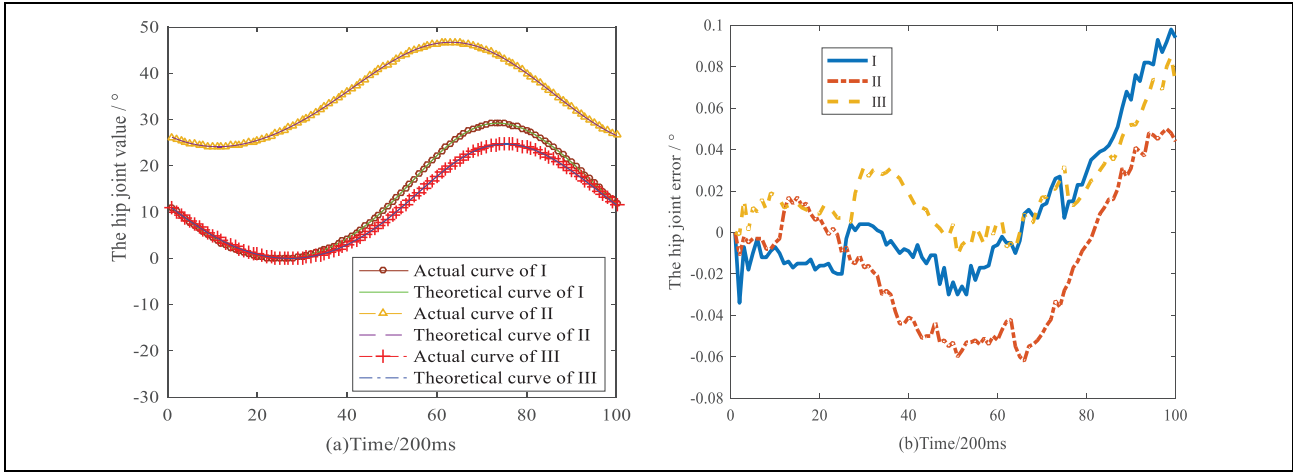 50
40
30
20
10
0
-10
-20
-30
The hip joint value / °
Actual curve of I
Theoretical curve of I
Actual curve of II
Theoretical curve of II
Actual curve of III
Theoretical curve of III
0 20 40 60 80 100
(a)Time/200ms
0.1
0.08
0.06
0.04
0.02
0
-0.02
-0.04
-0.06
-0.08
The hip joint error / °
I
II
III
0 20 40 60 80 100
(b)Time/200ms